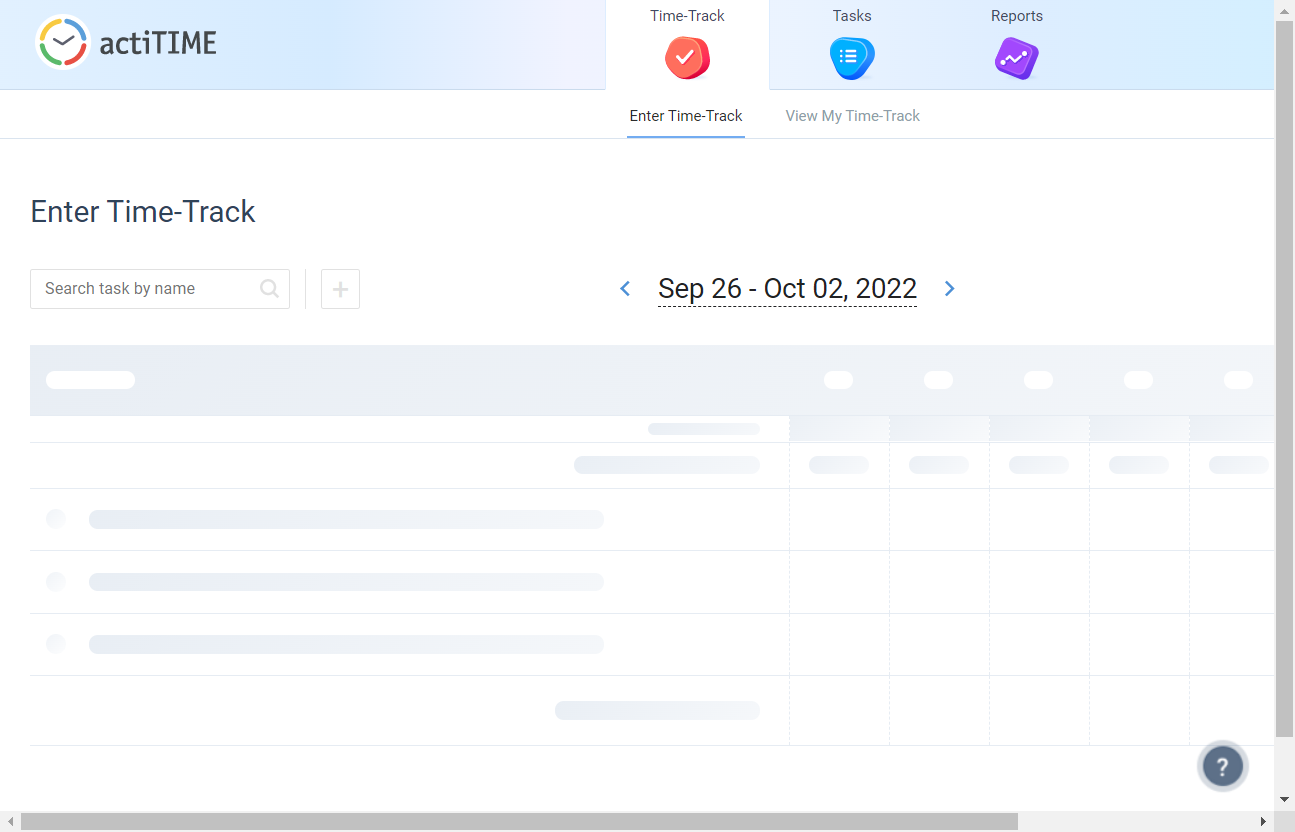 actiTIME
Time-Track
Tasks
Reports
Enter Time-Track
View My Time-Track
Enter Time-Track
Search task by name
Sep 26 - Oct 02, 2022
?